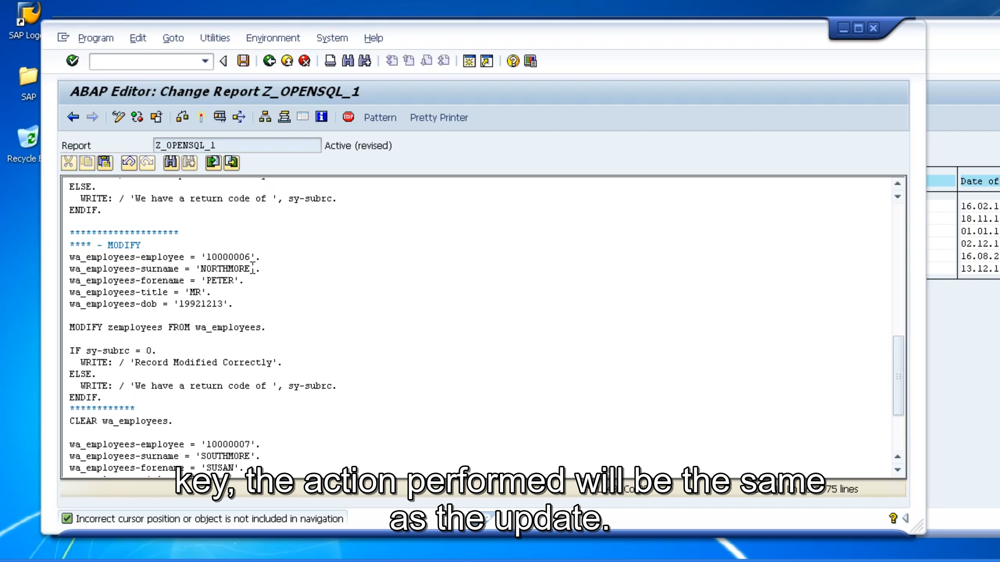 SAP Log
Program Edit Goto Utilities Environment System Help
SAP
ABAP Editor: Change Report Z_OPENSQL_1
STOP Pattern Pretty Printer
Recycle
Report Z_OPENSQL_1 Active (revised)
ELSE.
WRITE: / 'We have a return code of ', sy-subrc.
ENDIF.
********************
**** - MODIFY
wa_employees-employee = '10000006'.
wa_employees-surname = 'NORTHMORE'.
wa_employees-forename = 'PETER'.
wa_employees-title = 'MR'.
wa_employees-dob = '19921213'.
MODIFY zemployees FROM wa_employees.
IF sy-subrc = 0.
WRITE: / 'Record Modified Correctly'.
ELSE.
WRITE: / 'We have a return code of ', sy-subrc.
ENDIF.
************
CLEAR wa_employees.
wa_employees-employee = '10000007'.
wa_employees-surname = 'SOUTHMORE'.
wa_employees-forename = 'SUSAN'.
Date of
16.02.1
18.11.1
01.01.1
02.12.1
16.08.2
13.12.1
75 lines
key, the action performed will be the same
as the update.
Incorrect cursor position or object is not included in navigation